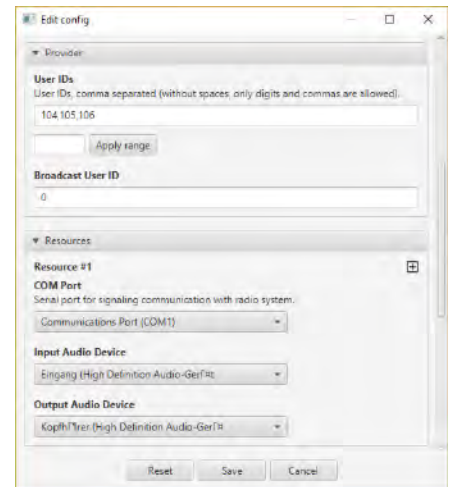 Edit config
Provider
User IDs
User IDs, comma separated (without spaces, only digits and commas are allowed).
104,105,106
Apply range
Broadcast User ID
0
Resources
Resource #1
COM Port
Serial port for signaling communication with radio system.
Communications Port (COM1)
Input Audio Device
Eingang (High Definition Audio-
Output Audio Device
(High Definition Audio-
Reset Save Cancel